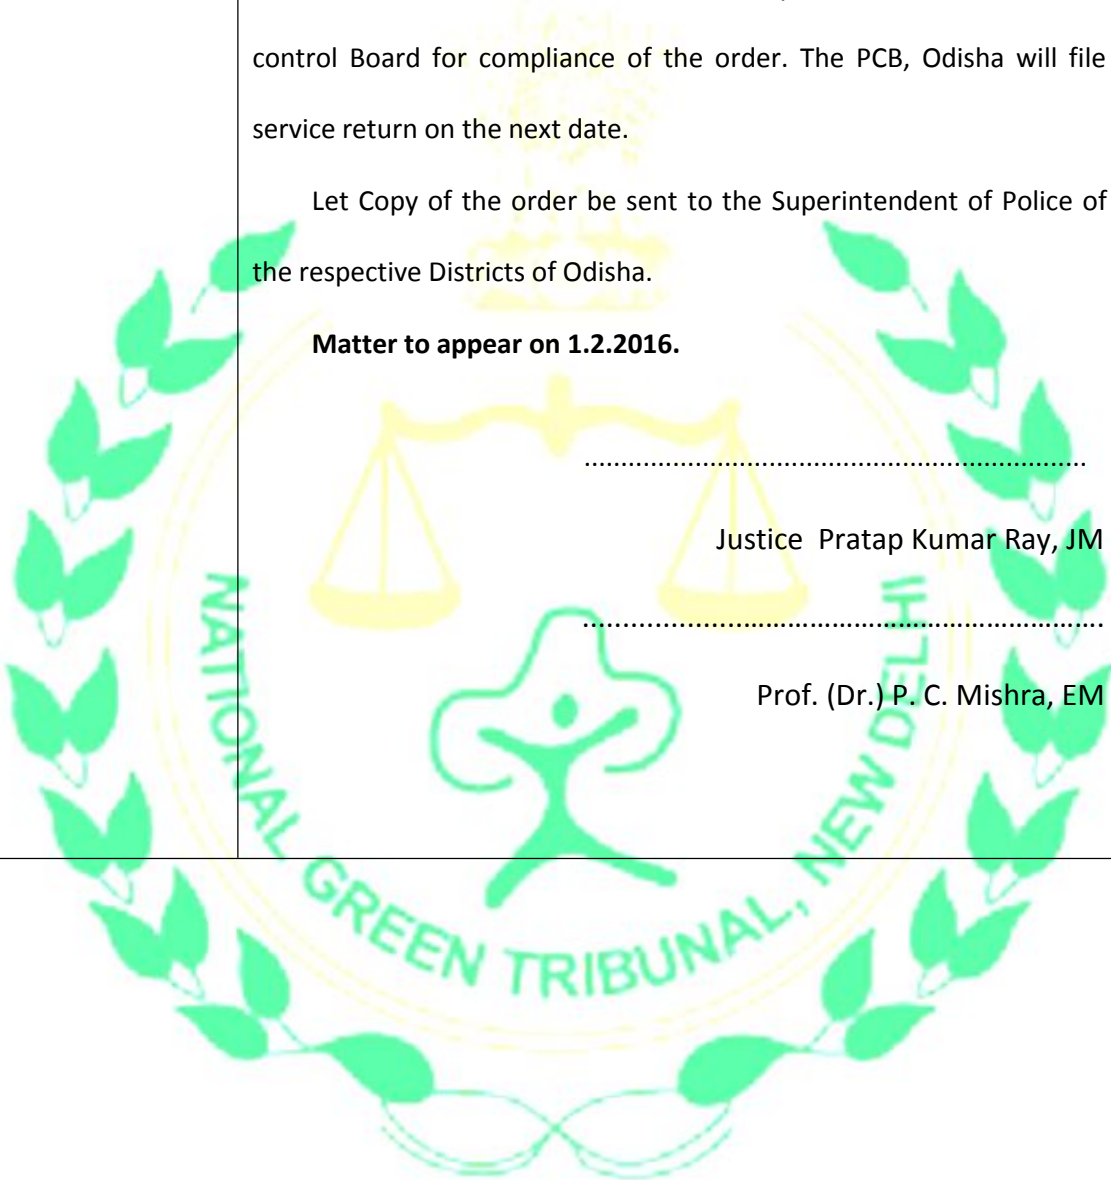 control Board for compliance of the order. The PCB, Odisha will file
service return on the next date.
Let Copy of the order be sent to the Superintendent of Police of
the respective Districts of Odisha.
Matter to appear on 1.2.2016.
......................................................................
Justice  Pratap Kumar Ray, JM
........................................................................
Prof. (Dr.) P. C. Mishra, EM
NATIONAL GREEN TRIBUNAL, NEW DELHI